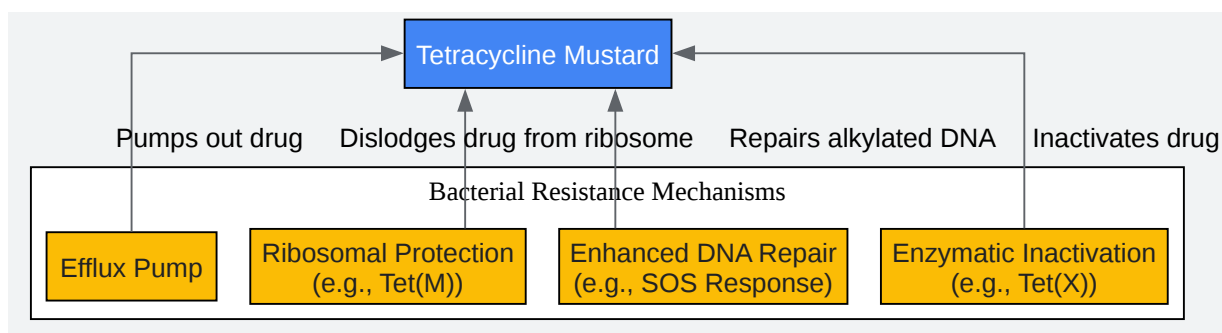 Tetracycline Mustard
Pumps out drug
Dislodges drug from ribosome
Repairs alkylated DNA
Inactivates drug
Bacterial Resistance Mechanisms
Efflux Pump
Ribosomal Protection
(e.g., Tet(M))
Enhanced DNA Repair
(e.g., SOS Response)
Enzymatic Inactivation
(e.g., Tet(X))